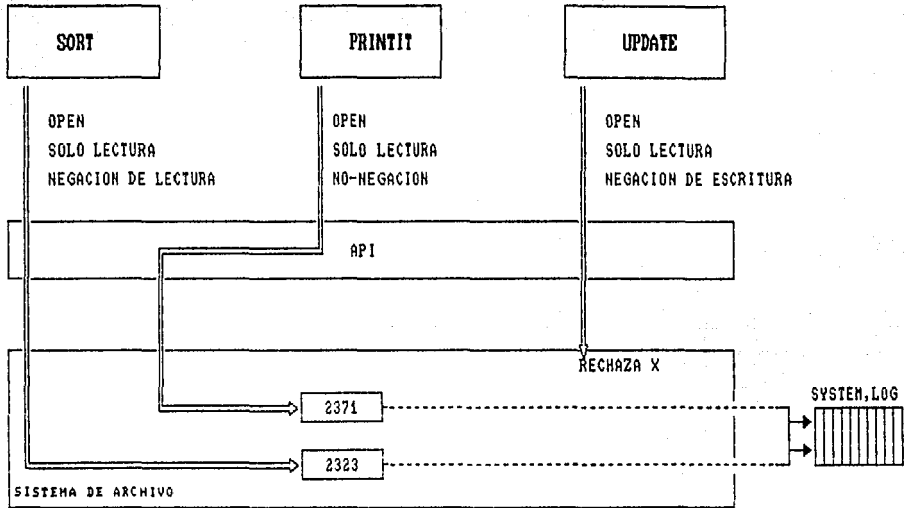 SORT
PRINTIT
UPDATE
OPEN
SOLO LECTURA
NEGACION DE LECTURA
OPEN
SOLO LECTURA
NO-NEGACION
OPEN
SOLO LECTURA
NEGACION DE ESCRITURA
API
RECHAZA X
SYSTEM,LOG
2371
2323
SISTEMA DE ARCHIVO